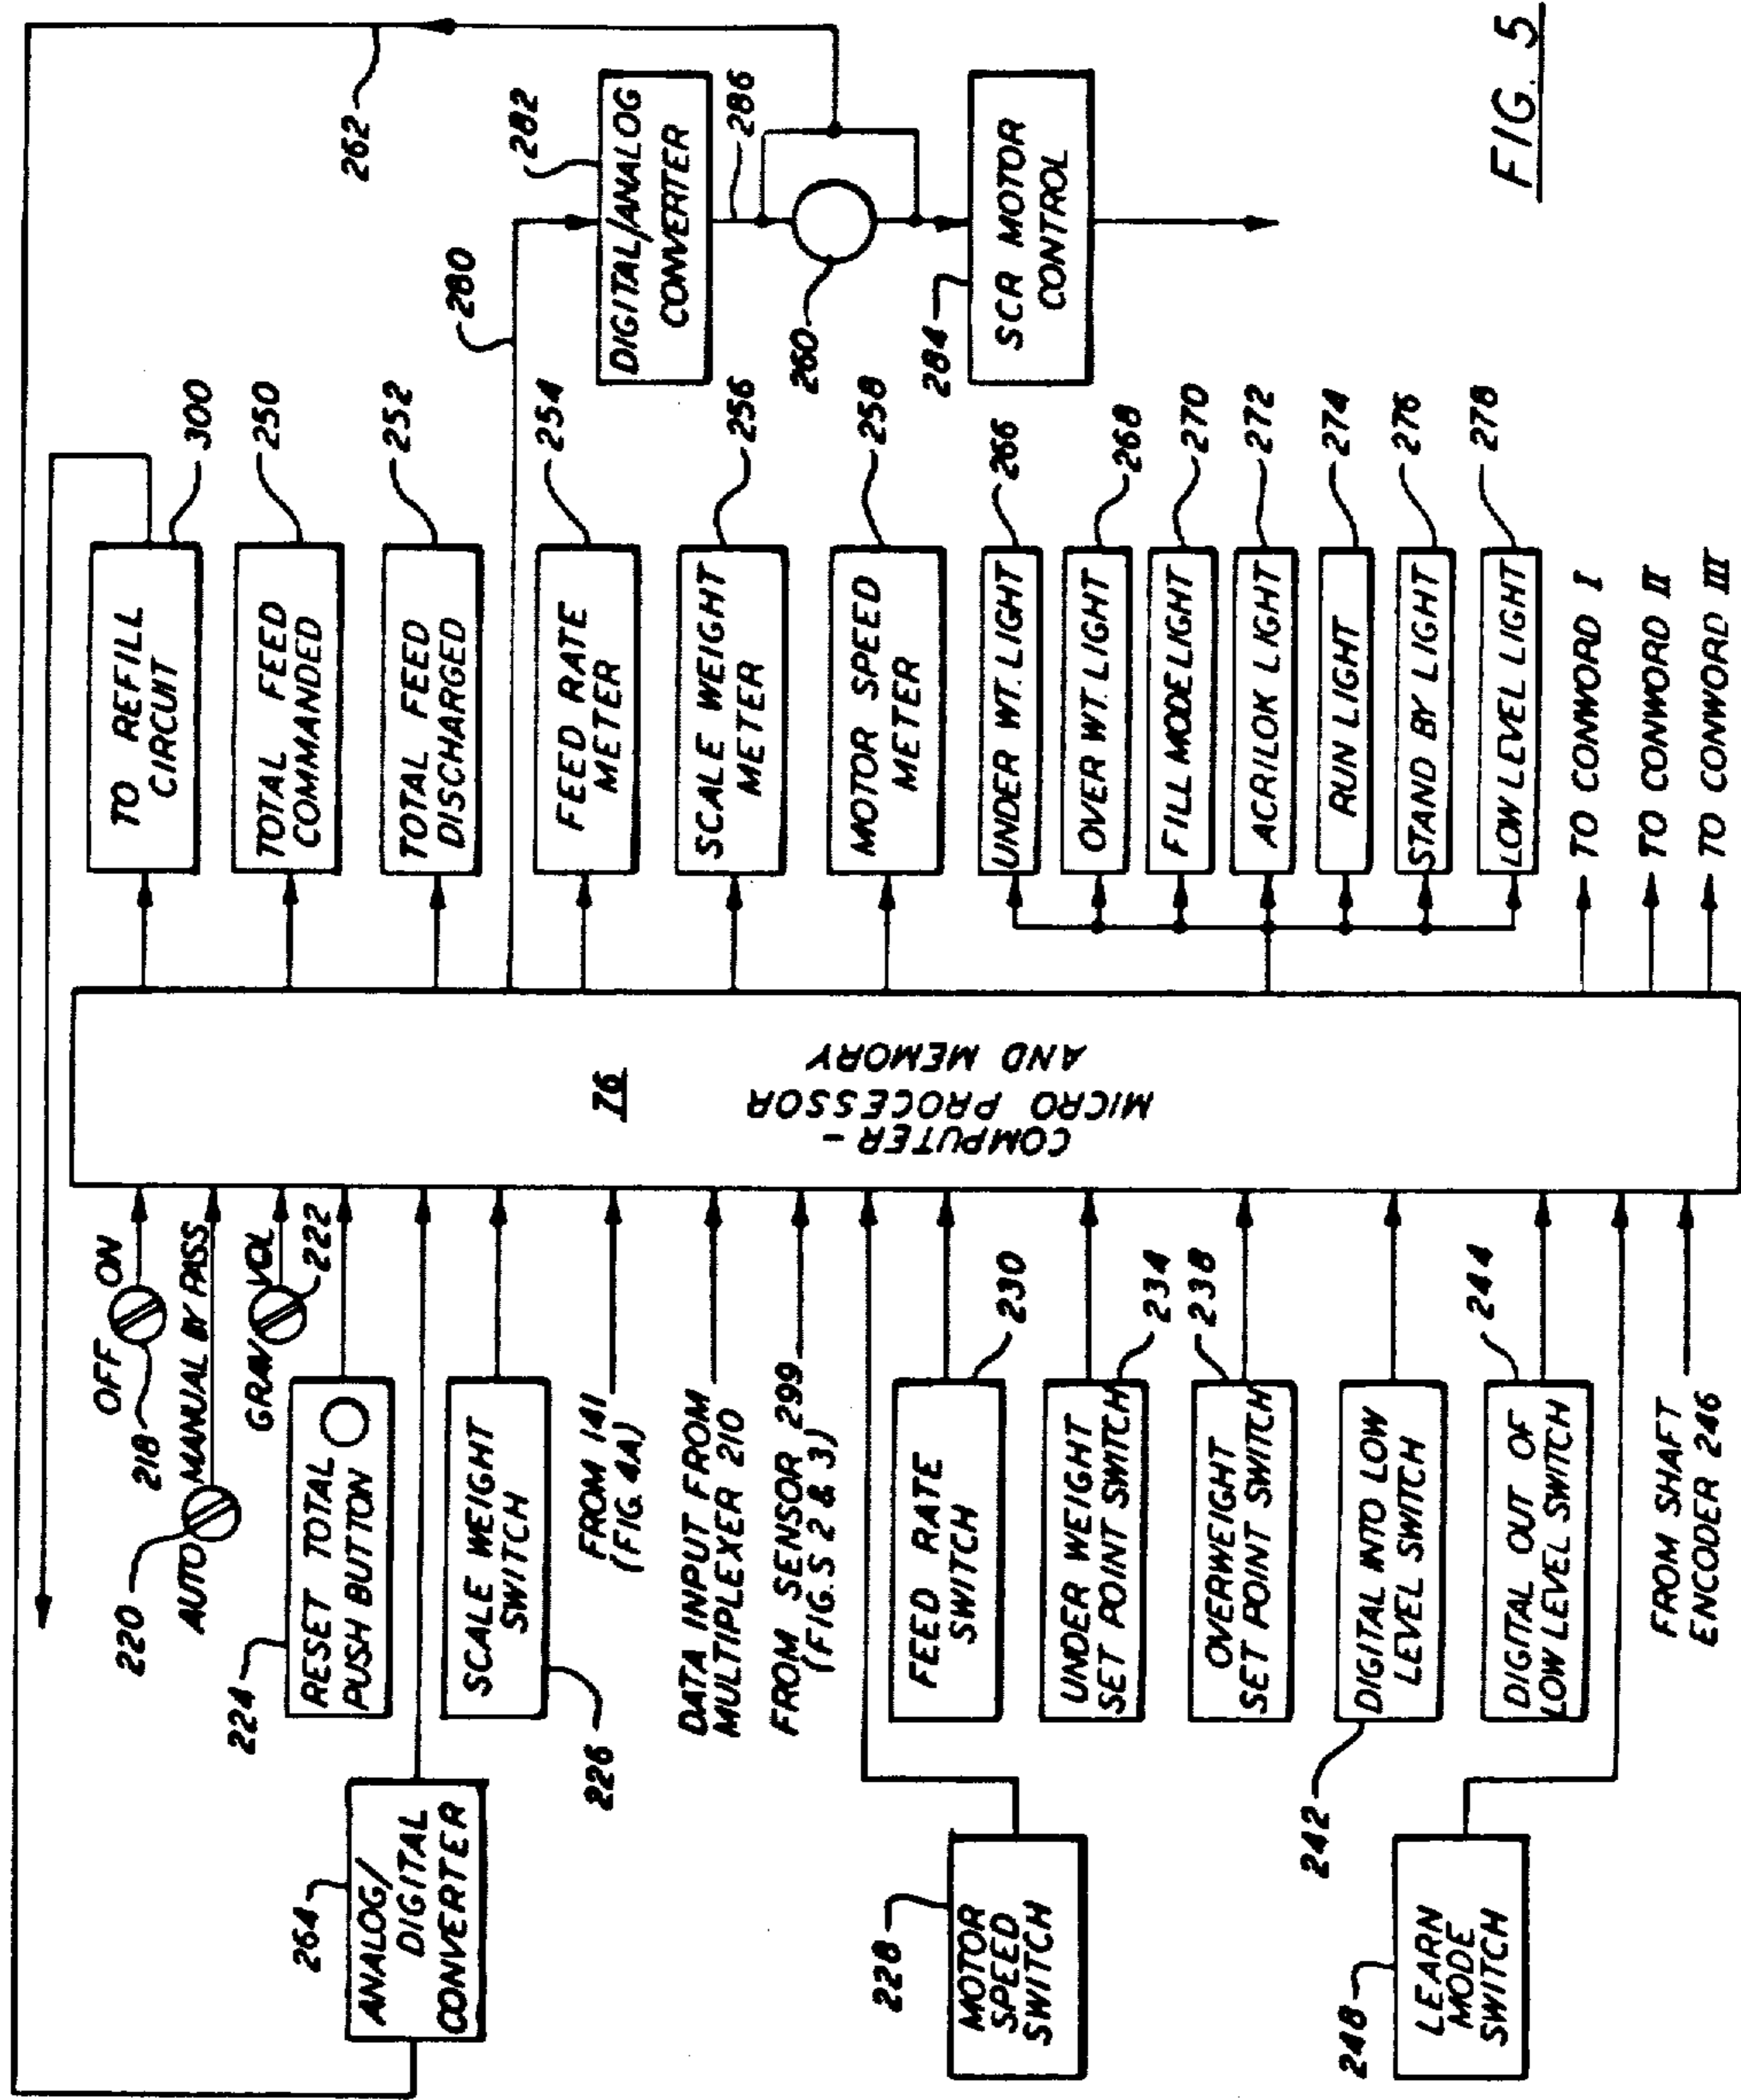 262
280
282
DIGITAL/ANALOG
CONVERTER
286
260
284
SCR MOTOR
CONTROL
FIG. 5
TO REFILL
CIRCUIT
300
TOTAL FEED
COMMANDED
250
TOTAL FEED
DISCHARGED
252
FEED RATE
METER
254
SCALE WEIGHT
METER
256
MOTOR SPEED
METER
258
UNDER WT. LIGHT
266
OVER WT. LIGHT
268
FILL MODE LIGHT
270
ACRILOK LIGHT
272
RUN LIGHT
274
STAND BY LIGHT
276
LOW LEVEL LIGHT
278
TO CONWORD I
TO CONWORD II
TO CONWORD III
76
COMPUTER-
MICRO PROCESSOR
AND MEMORY
OFF
ON
218
220
AUTO
MANUAL BY PASS
GRAV
VOL
222
224
RESET TOTAL
PUSH BUTTON
264
ANALOG/
DIGITAL
CONVERTER
SCALE WEIGHT
SWITCH
226
FROM 141
(FIG. 4A)
DATA INPUT FROM
MULTIPLEXER 210
FROM SENSOR 299
(FIG.S 2 & 3)
228
MOTOR
SPEED
SWITCH
FEED RATE
SWITCH
230
UNDER WEIGHT
SET POINT SWITCH
234
OVERWEIGHT
SET POINT SWITCH
238
DIGITAL INTO LOW
LEVEL SWITCH
242
DIGITAL OUT OF
LOW LEVEL SWITCH
244
248
LEARN
MODE
SWITCH
FROM SHAFT
ENCODER 246